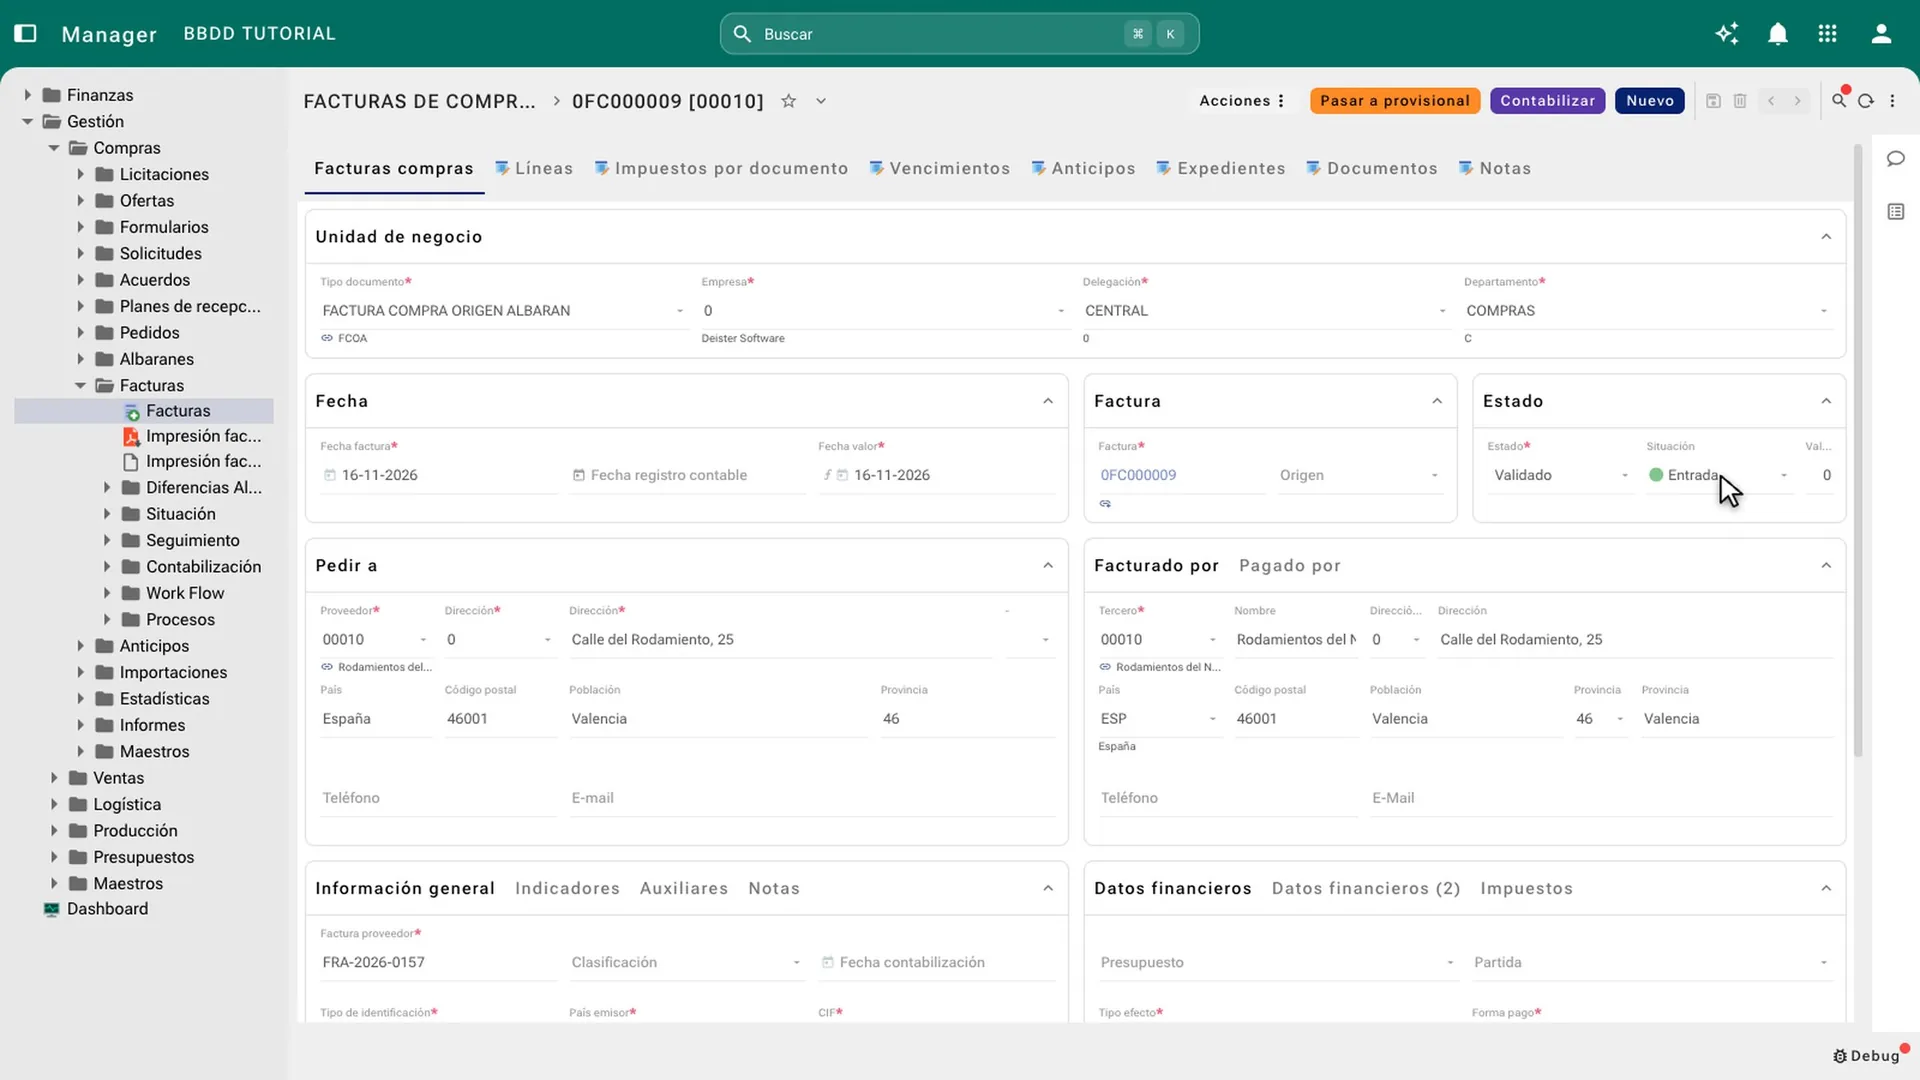 Manager BBDD TUTORIAL
Buscar ⌘ K
Finanzas
Gestión
Compras
Licitaciones
Ofertas
Formularios
Solicitudes
Acuerdos
Planes de recepc...
Pedidos
Albaranes
Facturas
Facturas
Impresión fac...
Impresión fac...
Diferencias Al...
Situación
Seguimiento
Contabilización
Work Flow
Procesos
Anticipos
Importaciones
Estadísticas
Informes
Maestros
Ventas
Logística
Producción
Presupuestos
Maestros
Dashboard
FACTURAS DE COMPR... > 0FC000009 [00010]
Acciones Pasar a provisional Contabilizar Nuevo
Facturas compras Líneas Impuestos por documento Vencimientos Anticipos Expedientes Documentos Notas
Unidad de negocio
Tipo documento* Empresa* Delegación* Departamento*
FACTURA COMPRA ORIGEN ALBARAN 0 CENTRAL COMPRAS
FCOA Deister Software 0 C
Fecha
Fecha factura* Fecha valor*
16-11-2026 Fecha registro contable 16-11-2026
Factura
Factura*
0FC000009 Origen
Estado
Estado* Situación Val...
Validado Entrada 0
Pedir a
Proveedor* Dirección* Dirección* -
00010 0 Calle del Rodamiento, 25
Rodamientos del...
País Código postal Población Provincia
España 46001 Valencia 46
Teléfono E-mail
Facturado por Pagado por
Tercero* Nombre Direcció... Dirección
00010 Rodamientos del N 0 Calle del Rodamiento, 25
Rodamientos del N...
País Código postal Población Provincia Provincia
ESP 46001 Valencia 46 Valencia
España
Teléfono E-Mail
Información general Indicadores Auxiliares Notas
Factura proveedor*
FRA-2026-0157 Clasificación Fecha contabilización
Tipo de identificación* País emisor* CIF*
Datos financieros Datos financieros (2) Impuestos
Presupuesto Partida
Tipo efecto* Forma pago*
Debug